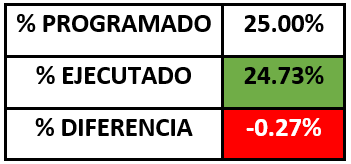 % PROGRAMADO 25.00%
% EJECUTADO 24.73%
% DIFERENCIA -0.27%